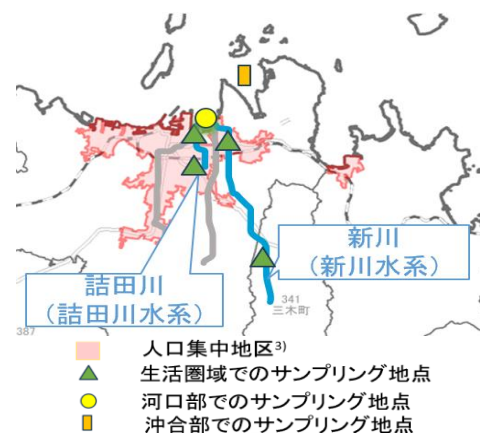 新川
(新川水系)
詰田川
(詰田川水系)
341
三木町
387
人口集中地区3)
生活圏域でのサンプリング地点
河口部でのサンプリング地点
沖合部でのサンプリング地点